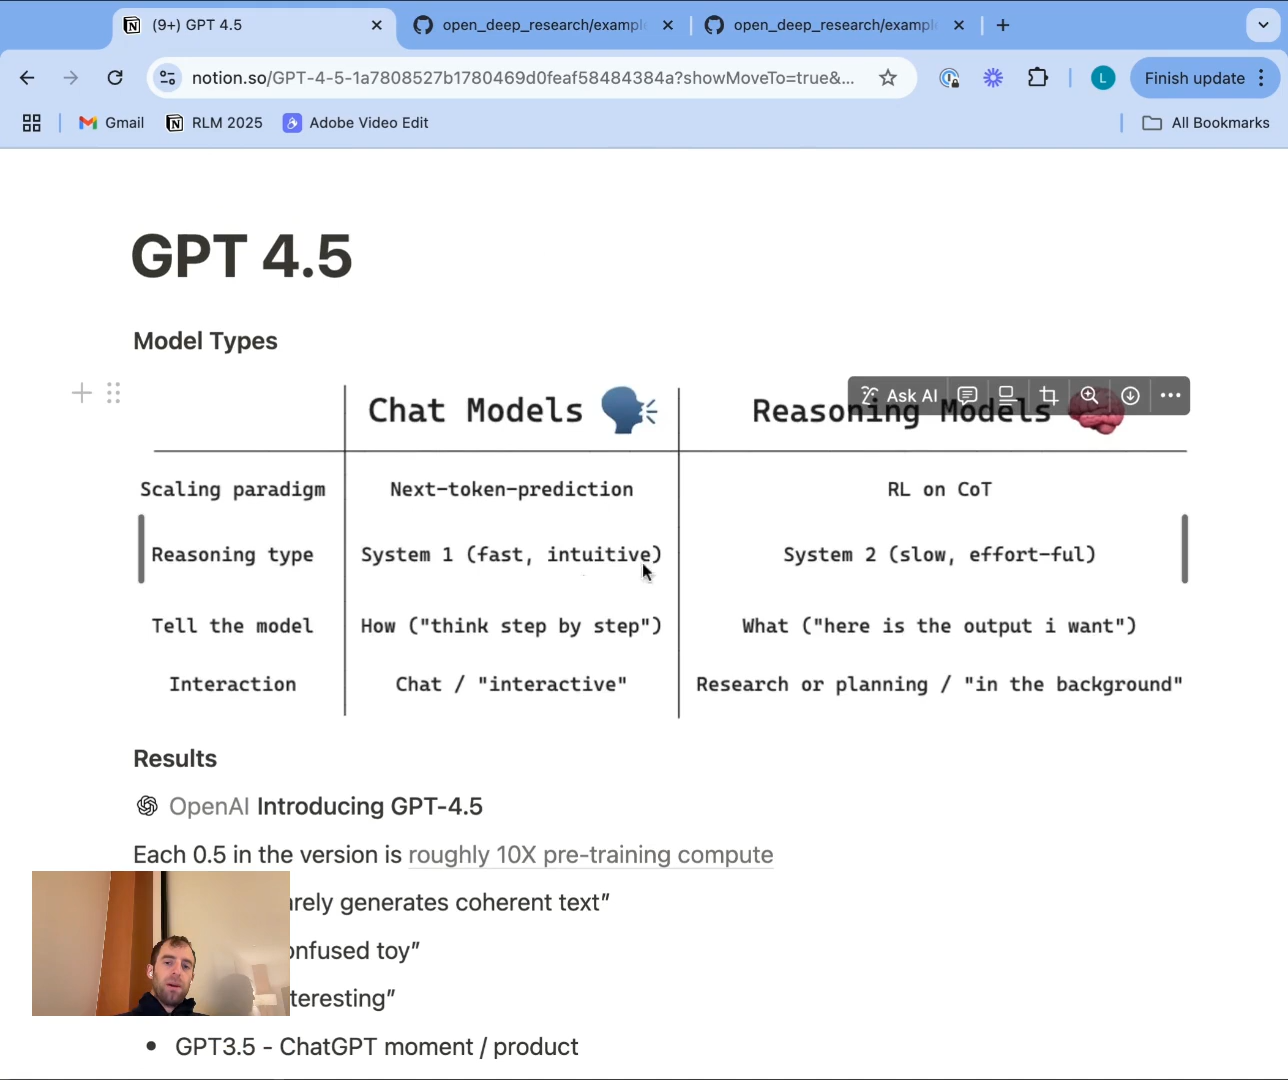 (9+) GPT 4.5
open_deep_research/exampl
open_deep_research/exampl
notion.so/GPT-4-5-1a7808527b1780469d0feaf58484384a?showMoveTo=true&...
L
Finish update
Gmail
RLM 2025
Adobe Video Edit
All Bookmarks
GPT 4.5
Model Types
Ask AI
Chat Models
Reasoning Models
Scaling paradigm
Next-token-prediction
RL on CoT
Reasoning type
System 1 (fast, intuitive)
System 2 (slow, effort-ful)
Tell the model
How ("think step by step")
What ("here is the output i want")
Interaction
Chat / "interactive"
Research or planning / "in the background"
Results
OpenAI Introducing GPT-4.5
Each 0.5 in the version is roughly 10X pre-training compute
arely generates coherent text”
onfused toy”
teresting”
• GPT3.5 - ChatGPT moment / product